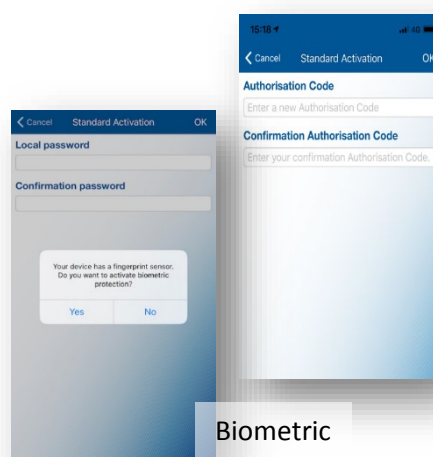 Cancel Standard Activation OK
Local password
Confirmation password
Your device has a fingerprint sensor.
Do you want to activate biometric
protection?
Yes No
15:18 4G
Cancel Standard Activation OK
Authorisation Code
Enter a new Authorisation Code
Confirmation Authorisation Code
Enter your confirmation Authorisation Code.
Biometric